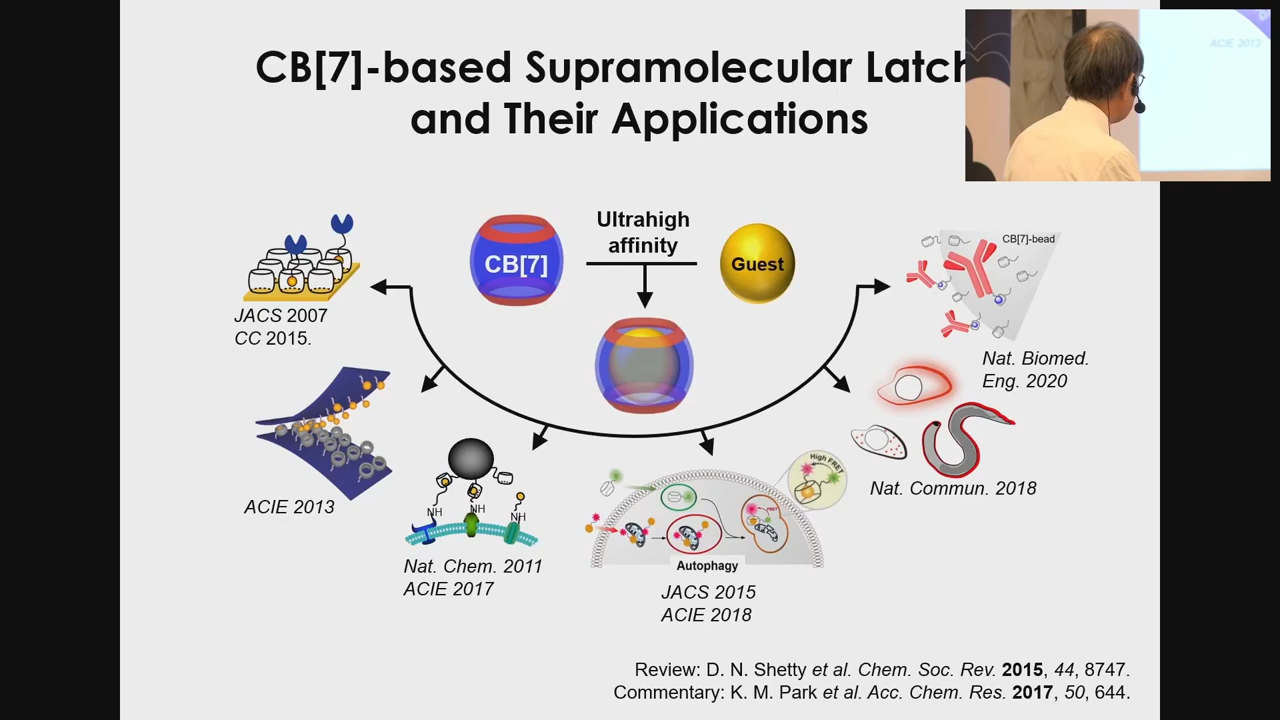 CB[7]-based Supramolecular Latch
and Their Applications
ACIE 2013
Ultrahigh
affinity
CB[7]
Guest
CB[7]-bead
JACS 2007
CC 2015.
Nat. Biomed.
Eng. 2020
ACIE 2013
NH
NH
NH
Nat. Chem. 2011
ACIE 2017
High FRET
FRET
Autophagy
JACS 2015
ACIE 2018
Nat. Commun. 2018
Review: D. N. Shetty et al. Chem. Soc. Rev. 2015, 44, 8747.
Commentary: K. M. Park et al. Acc. Chem. Res. 2017, 50, 644.